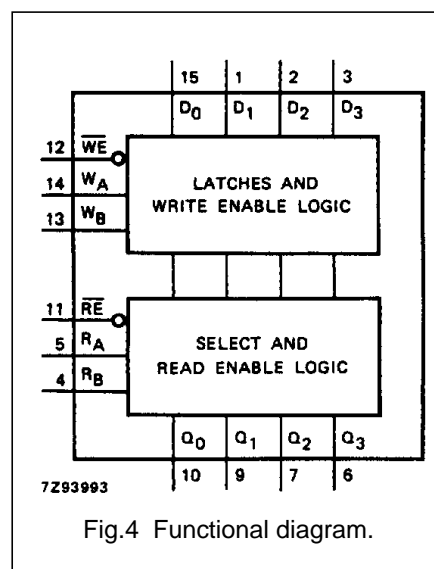 15 1 2 3
D0 D1 D2 D3
12 WE
14 WA
13 WB
LATCHES AND
WRITE ENABLE LOGIC
11 RE
5 RA
4 RB
SELECT AND
READ ENABLE LOGIC
Q0 Q1 Q2 Q3
10 9 7 6
7Z93993
Fig.4 Functional diagram.